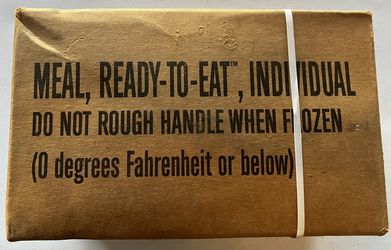 MEAL, READY-TO-EAT™, INDIVIDUAL
DO NOT ROUGH HANDLE WHEN FROZEN
(0 degrees Fahrenheit or below)